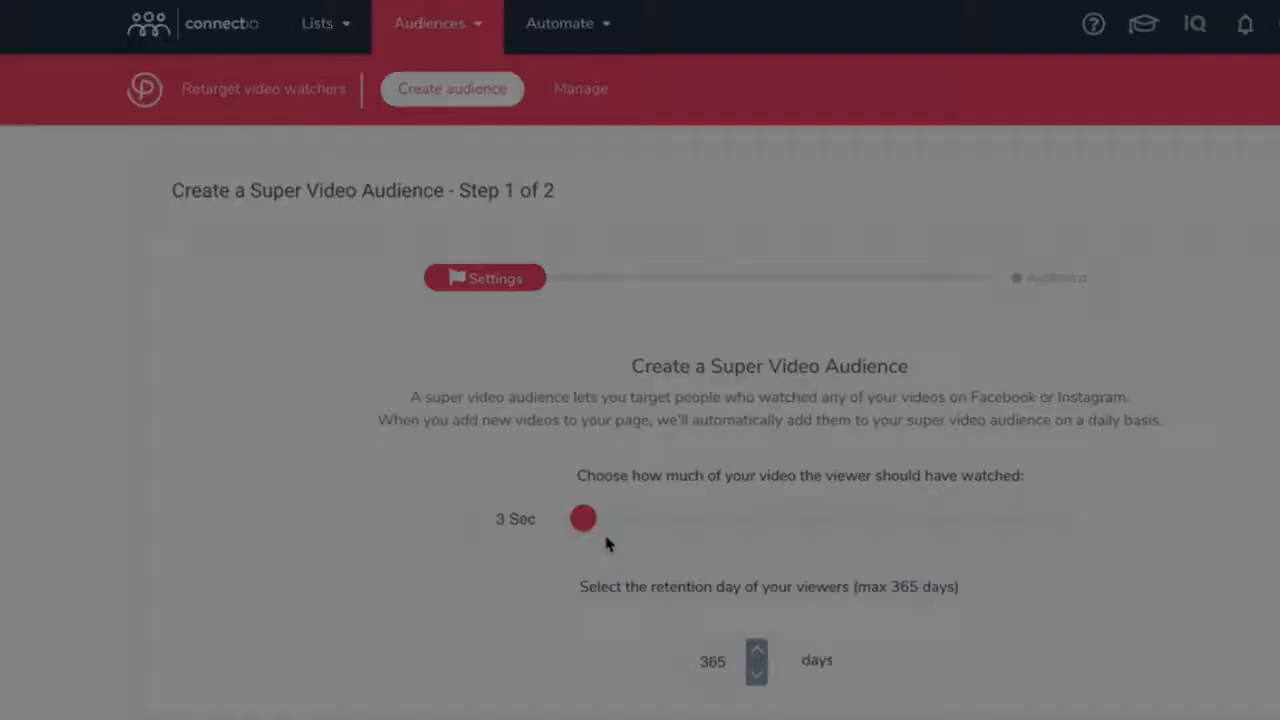 connectio Lists Audiences Automate IQ
Retarget video watchers Create audience Manage
Create a Super Video Audience - Step 1 of 2
Settings Audience
Create a Super Video Audience
A super video audience lets you target people who watched any of your videos on Facebook or Instagram.
When you add new videos to your page, we'll automatically add them to your super video audience on a daily basis.
Choose how much of your video the viewer should have watched:
3 Sec
Select the retention day of your viewers (max 365 days)
365 days